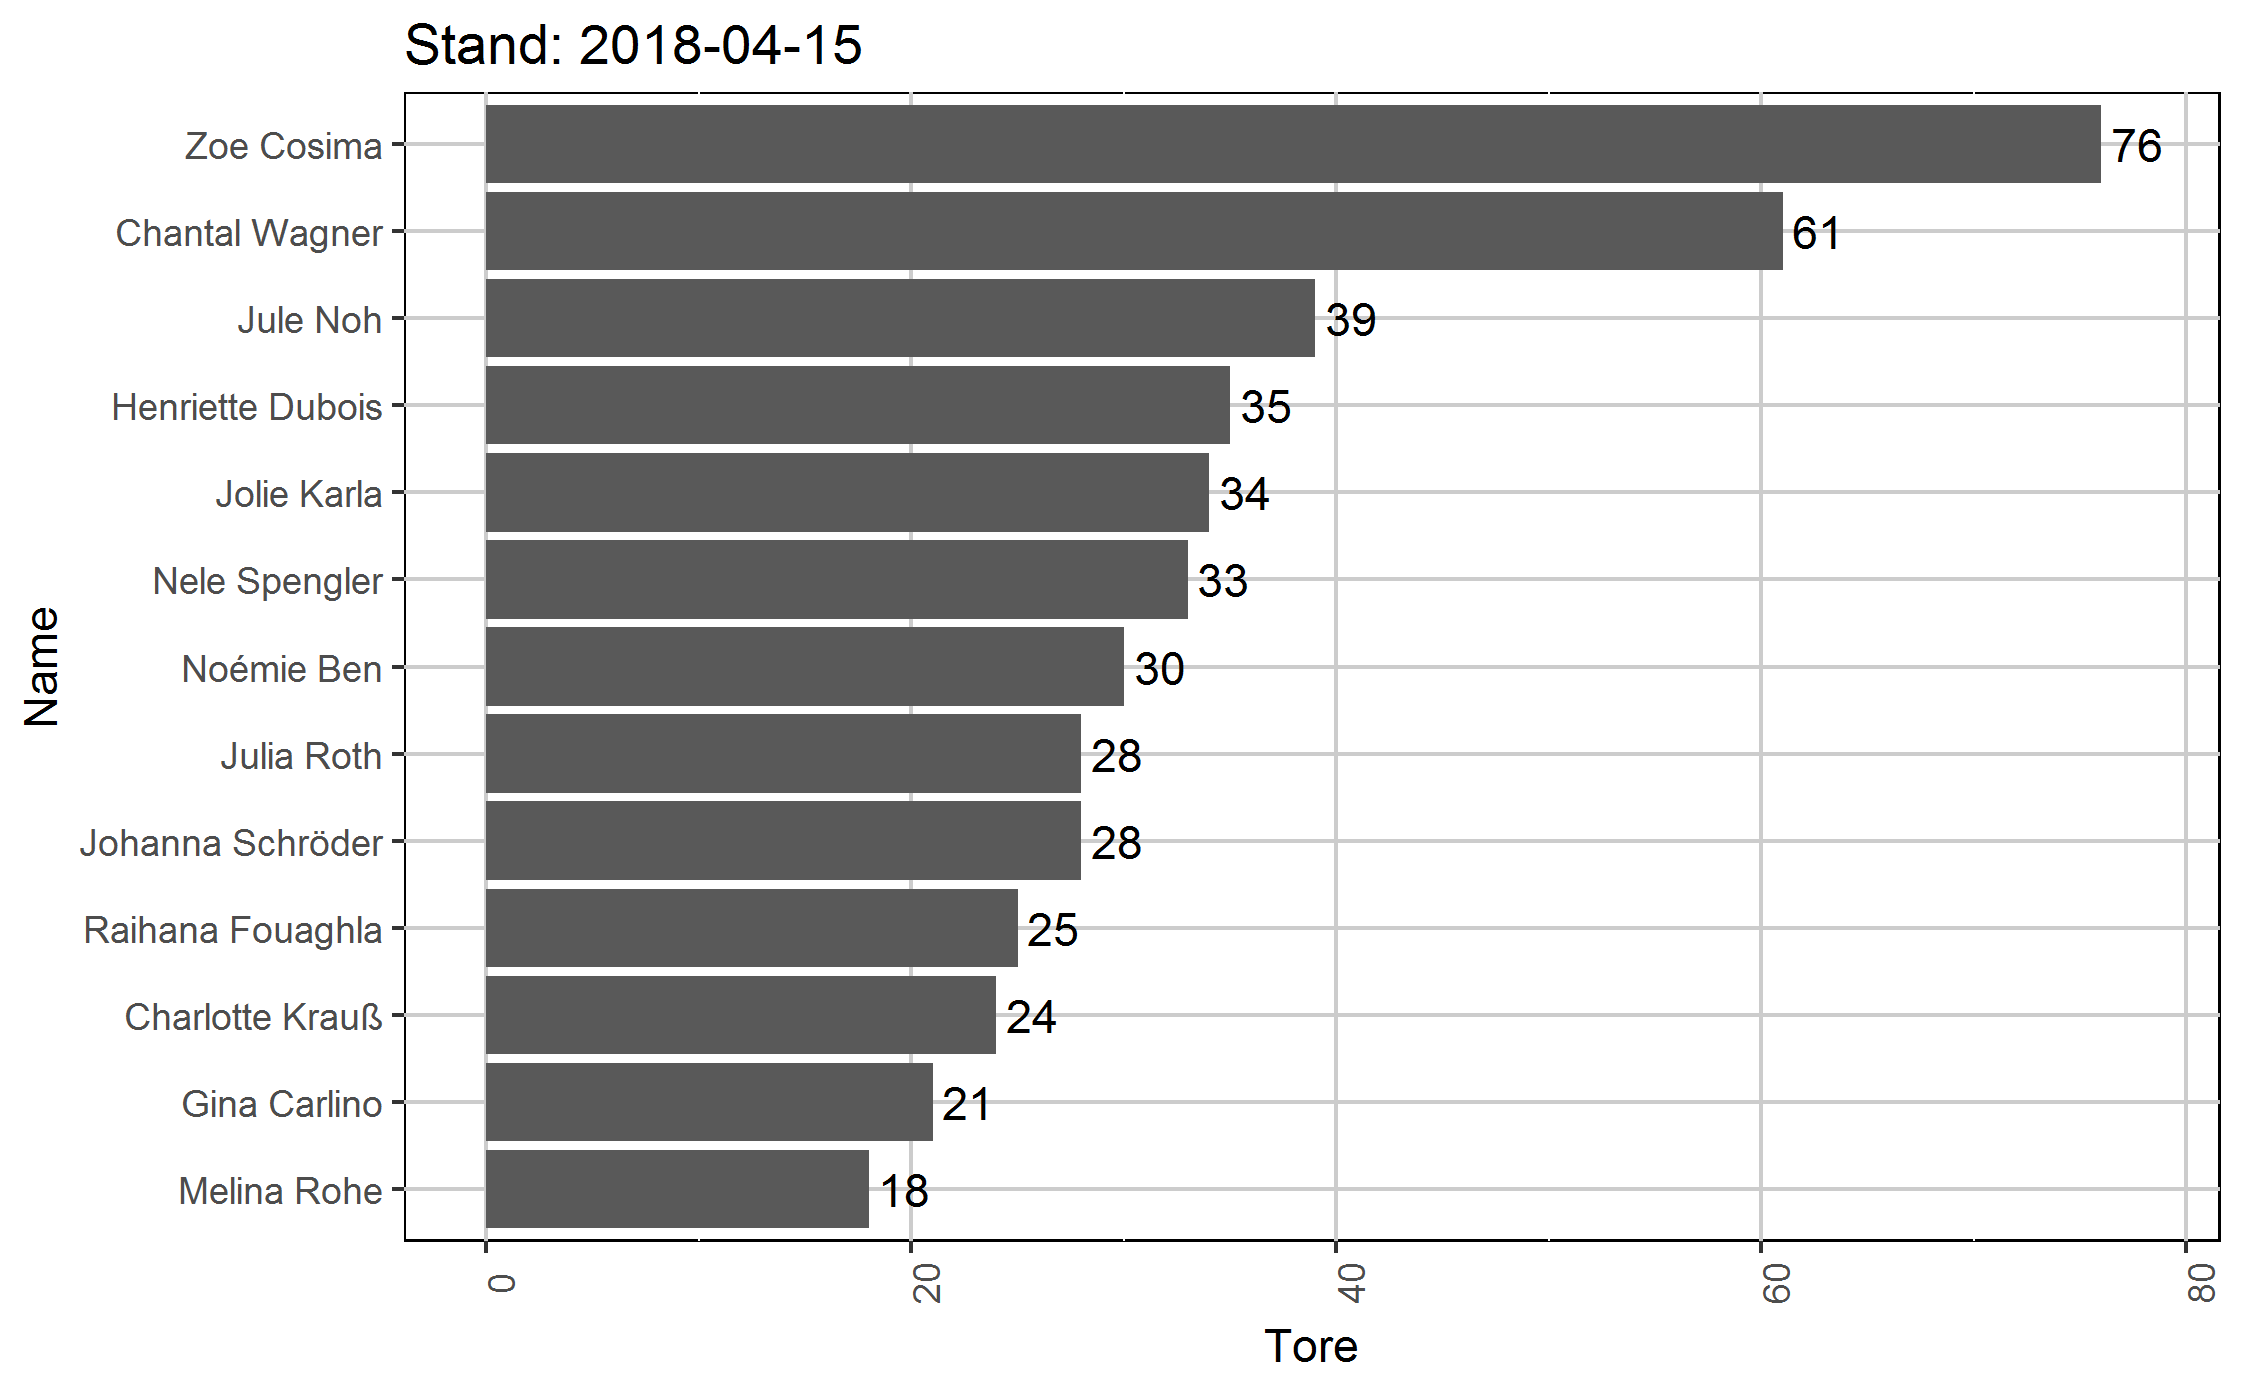 Stand: 2018-04-15
Zoe Cosima 76
Chantal Wagner 61
Jule Noh 39
Henriette Dubois 35
Jolie Karla 34
Nele Spengler 33
Noémie Ben 30
Julia Roth 28
Johanna Schröder 28
Raihana Fouaghla 25
Charlotte Krauß 24
Gina Carlino 21
Melina Rohe 18
Name
0 20 40 60 80
Tore